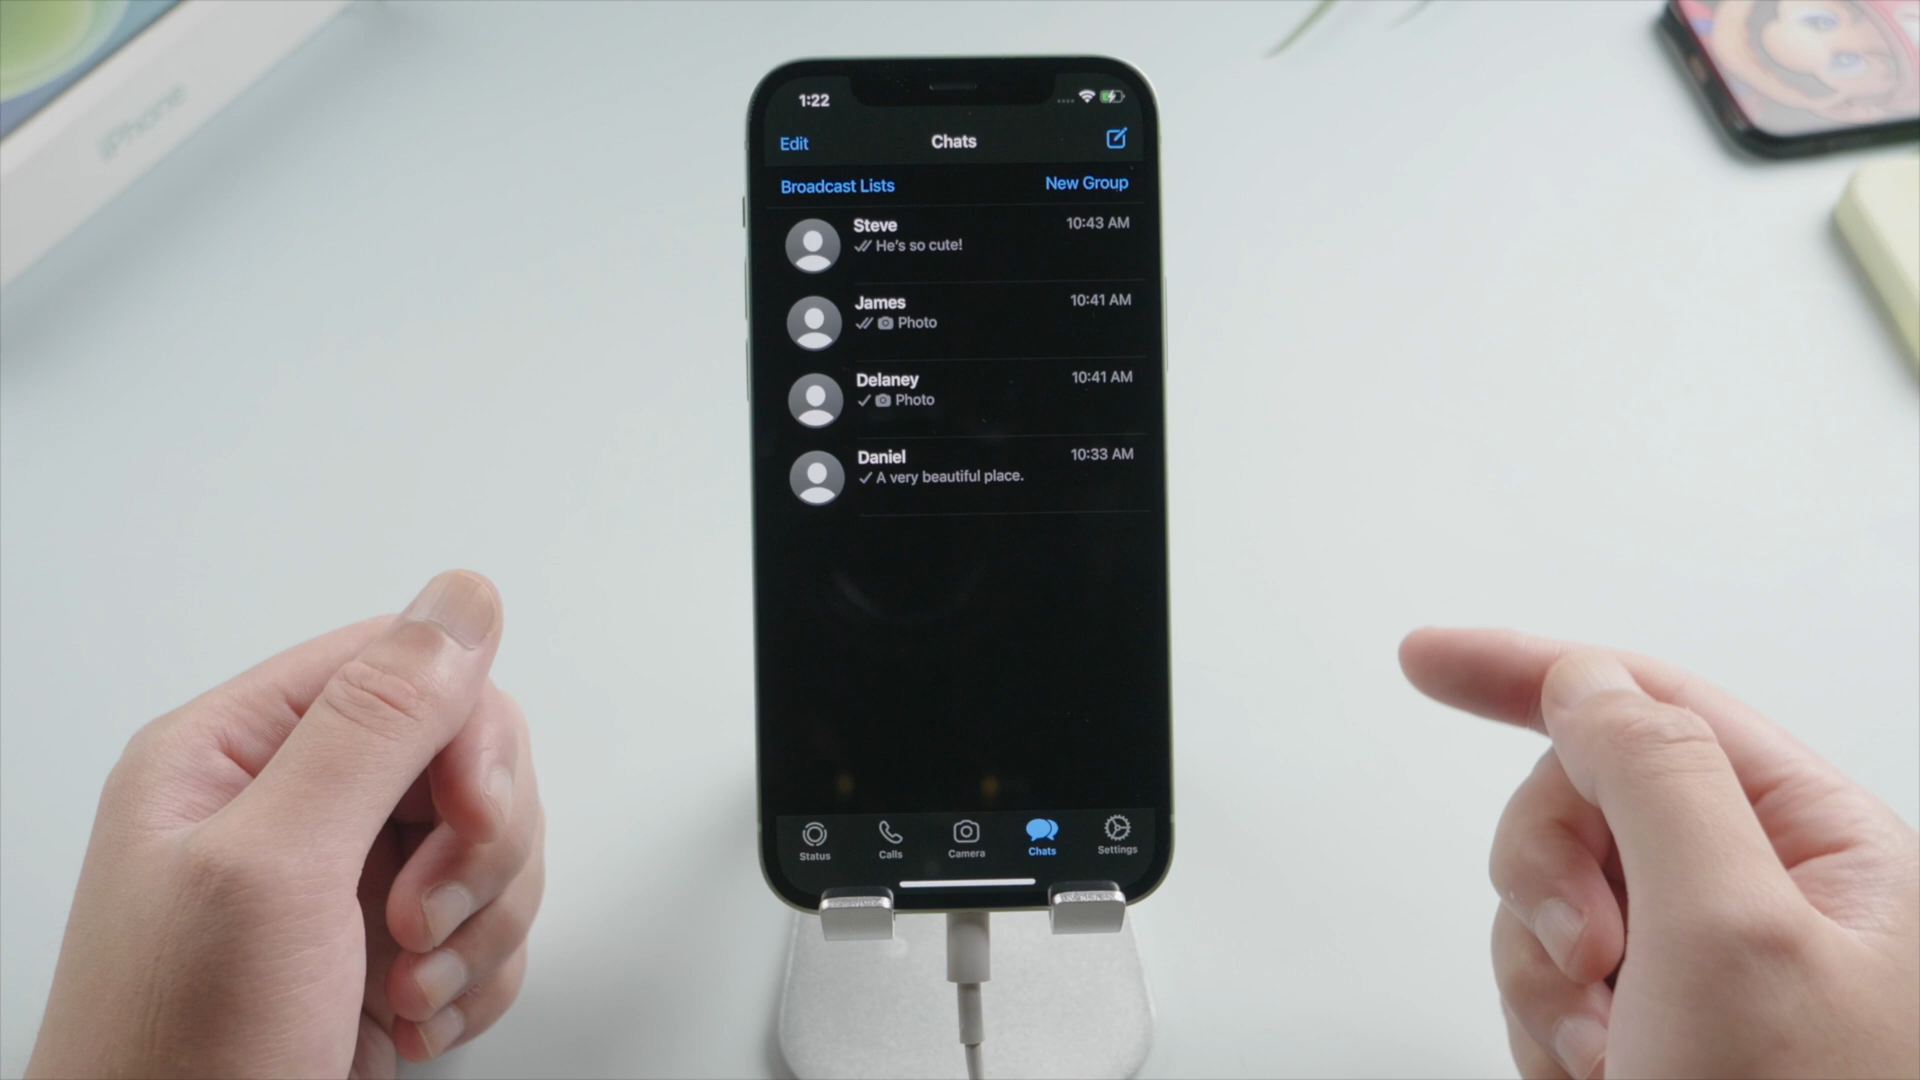 iPhone
1:22
Edit Chats
Broadcast Lists New Group
Steve 10:43 AM
He's so cute!
James 10:41 AM
Photo
Delaney 10:41 AM
Photo
Daniel 10:33 AM
A very beautiful place.
Status Calls Camera Chats Settings